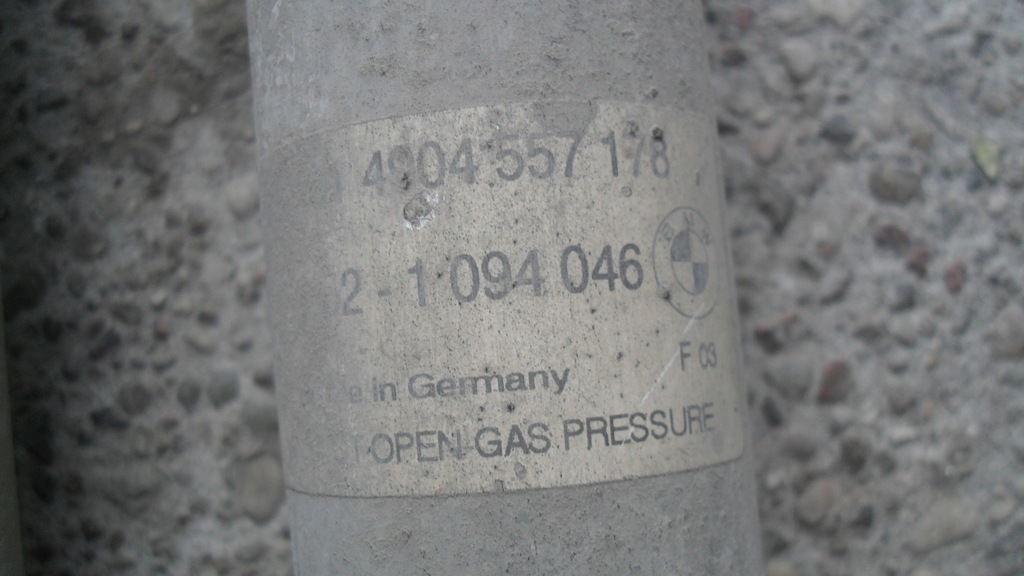 4904 557 178
2 - 1 094 046
BMW
F 03
in Germany
OPEN-GAS PRESSURE